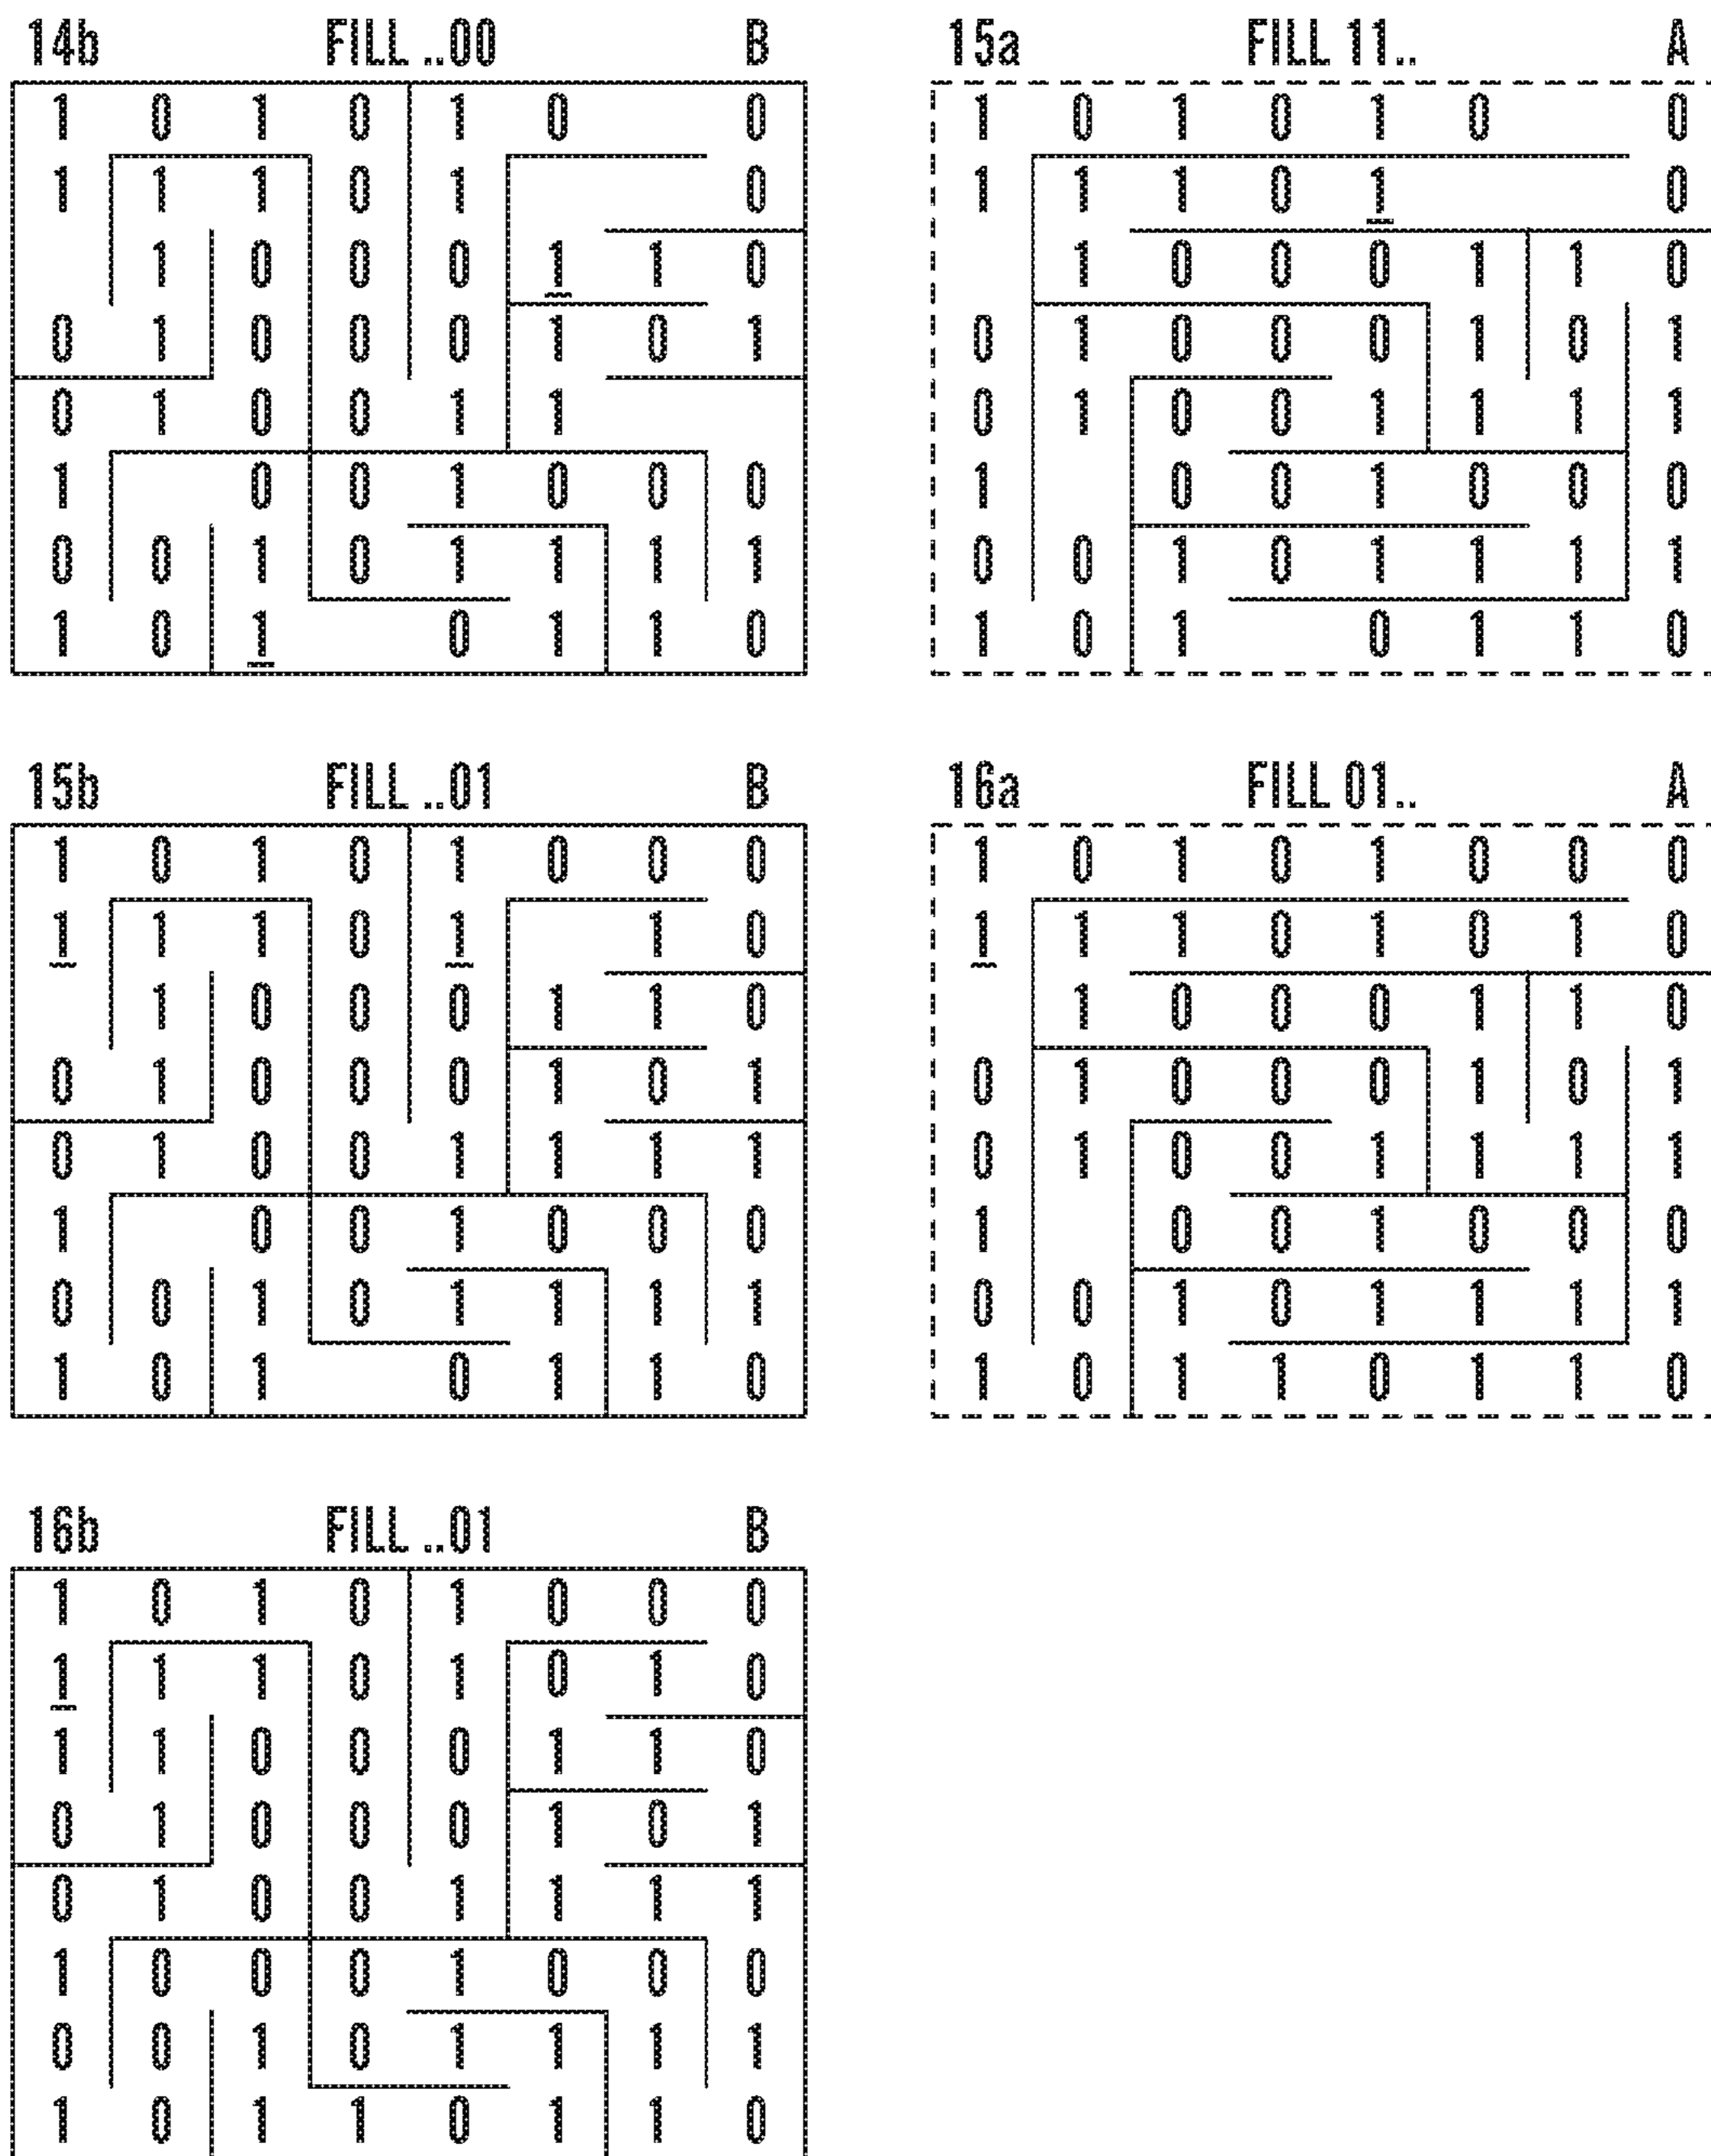 14b FILL ..00 B
1 0 1 0 1 0 0
1 1 1 0 1 0
1 0 0 0 1 1 0
0 1 0 0 0 1 0 1
0 1 0 0 1 1
1 0 0 1 0 0 0
0 0 1 0 1 1 1 1
1 0 1 0 1 1 0
15a FILL 11.. A
1 0 1 0 1 0 0
1 1 1 0 1 0
1 0 0 0 1 1 0
0 1 0 0 0 1 0 1
0 1 0 0 1 1 1 1
1 0 0 1 0 0 0
0 0 1 0 1 1 1 1
1 0 1 0 1 1 0
15b FILL ..01 B
1 0 1 0 1 0 0 0
1 1 1 0 1 1 0
1 0 0 0 1 1 0
0 1 0 0 0 1 0 1
0 1 0 0 1 1 1 1
1 0 0 1 0 0 0
0 0 1 0 1 1 1 1
1 0 1 0 1 1 0
16a FILL 01.. A
1 0 1 0 1 0 0 0
1 1 1 0 1 0 1 0
1 0 0 0 1 1 0
0 1 0 0 0 1 0 1
0 1 0 0 1 1 1 1
1 0 0 1 0 0 0
0 0 1 0 1 1 1 1
1 0 1 1 0 1 1 0
16b FILL ..01 B
1 0 1 0 1 0 0 0
1 1 1 0 1 0 1 0
1 1 0 0 0 1 1 0
0 1 0 0 0 1 0 1
0 1 0 0 1 1 1 1
1 0 0 0 1 0 0 0
0 0 1 0 1 1 1 1
1 0 1 1 0 1 1 0